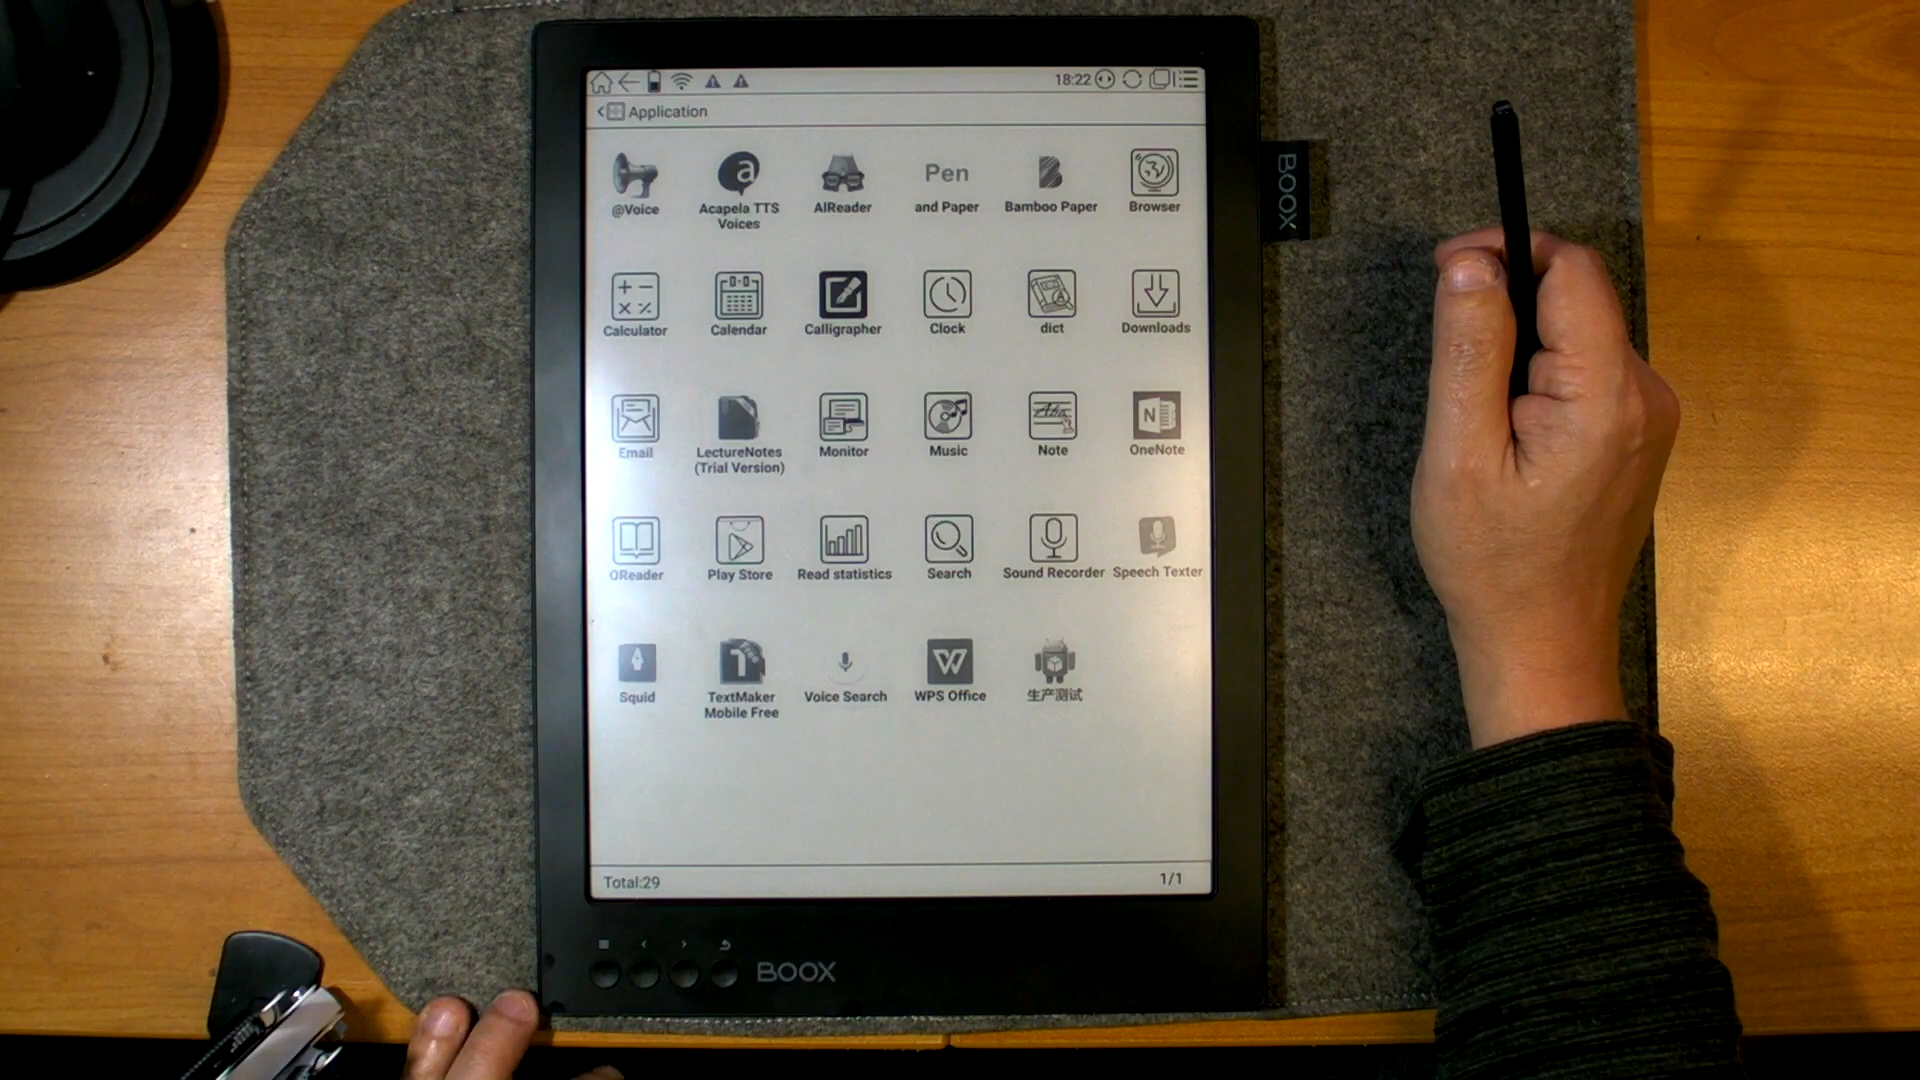 18:22
Application
@Voice
Acapela TTS
Voices
AIReader
Pen
and Paper
Bamboo Paper
Browser
Calculator
Calendar
Calligrapher
Clock
dict
Downloads
Email
LectureNotes
(Trial Version)
Monitor
Music
Note
OneNote
OReader
Play Store
Read statistics
Search
Sound Recorder
Speech Texter
Squid
TextMaker
Mobile Free
Voice Search
WPS Office
生产测试
Total:29
1/1
BOOX
BOOX